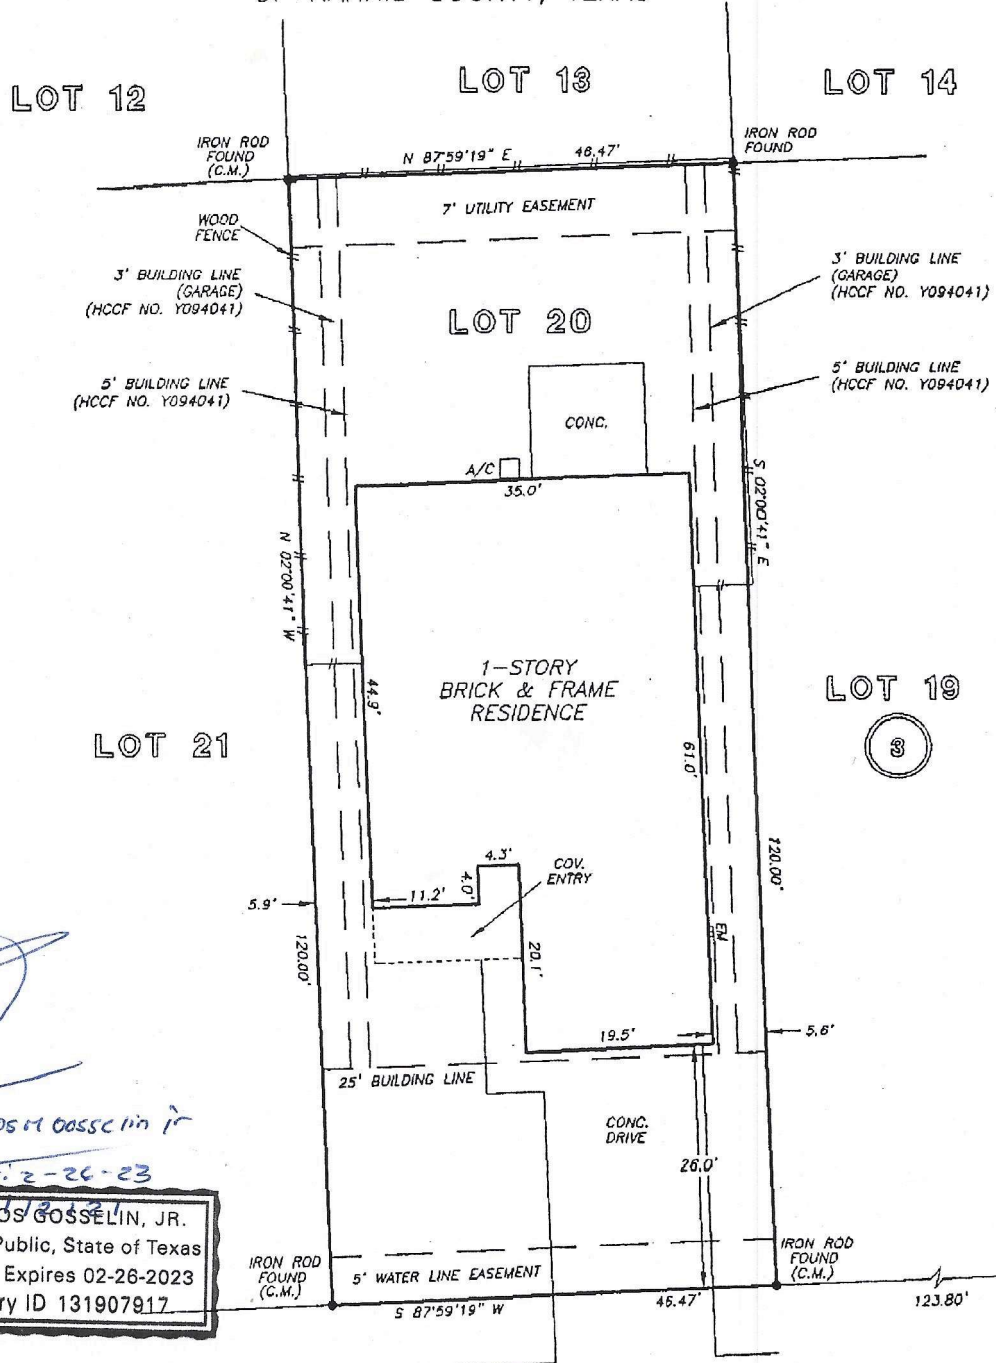 LOT 12
LOT 13
LOT 14
IRON ROD
FOUND
(C.M.)
N 87°59'19" E 46.47'
IRON ROD
FOUND
7' UTILITY EASEMENT
WOOD
FENCE
3' BUILDING LINE
(GARAGE)
(HCCF NO. Y094041)
3' BUILDING LINE
(GARAGE)
(HCCF NO. Y094041)
LOT 20
5' BUILDING LINE
(HCCF NO. Y094041)
5' BUILDING LINE
(HCCF NO. Y094041)
CONC.
A/C
35.0'
S 02°00'41" E
N 02°00'41" W
1-STORY
BRICK & FRAME
RESIDENCE
44.9'
61.0'
LOT 21
LOT 19
3
4.3'
4.0'
11.2'
COV.
ENTRY
5.9'
120.00'
120.00'
EM
20.1'
19.5'
5.6'
25' BUILDING LINE
CONC.
DRIVE
26.0'
2-26-23
OS GOSSELIN, JR.
Public, State of Texas
Expires 02-26-2023
ry ID 131907917
IRON ROD
FOUND
(C.M.)
5' WATER LINE EASEMENT
IRON ROD
FOUND
(C.M.)
S 87°59'19" W 46.47'
123.80'